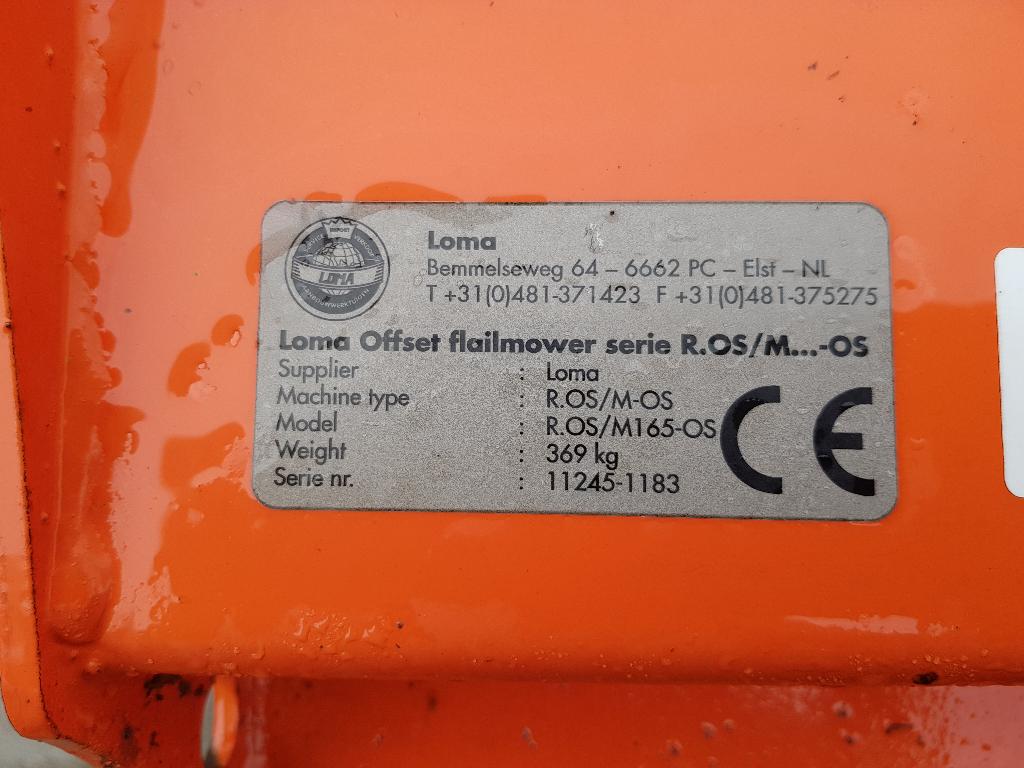 IMPORT
LOMA
Loma
Bemmelseweg 64 – 6662 PC – Elst – NL
T +31(0)481-371423 F +31(0)481-375275
Loma Offset flailmower serie R.OS/M...-OS
Supplier : Loma
Machine type : R.OS/M-OS
Model : R.OS/M165-OS
Weight : 369 kg
Serie nr. : 11245-1183
CE